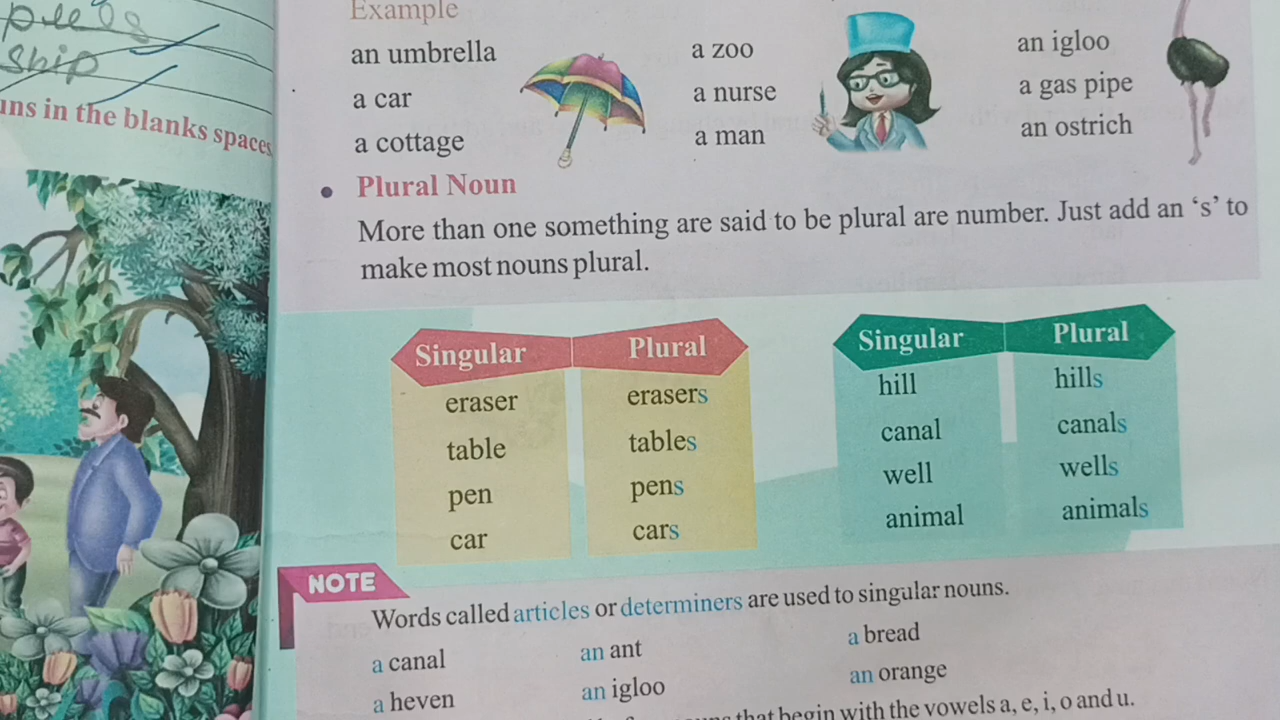 ship
uns in the blanks spaces
Example
an umbrella
a car
a cottage
a zoo
a nurse
a man
an igloo
a gas pipe
an ostrich
• Plural Noun
More than one something are said to be plural are number. Just add an ‘s’ to
make most nouns plural.
Singular Plural
eraser erasers
table tables
pen pens
car cars
Singular Plural
hill hills
canal canals
well wells
animal animals
NOTE
Words called articles or determiners are used to singular nouns.
a canal an ant a bread
a heven an igloo an orange
that begin with the vowels a, e, i, o and u.